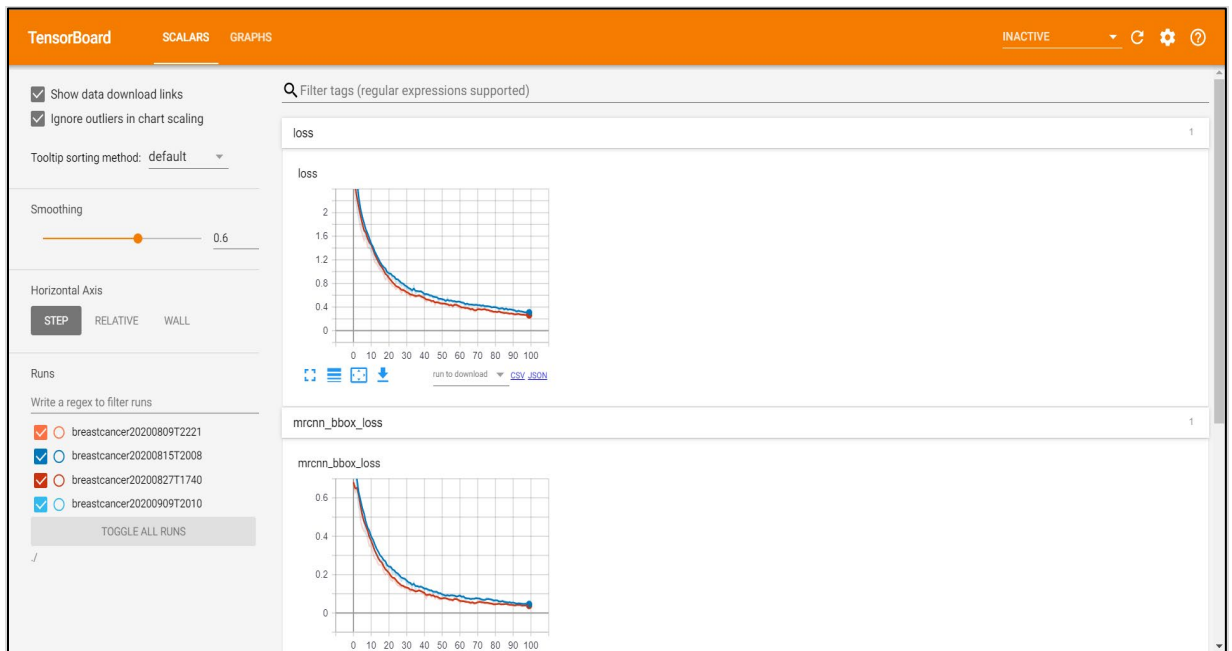 TensorBoard SCALARS GRAPHS INACTIVE
Show data download links
Ignore outliers in chart scaling
Tooltip sorting method: default
Smoothing
0.6
Horizontal Axis
STEP RELATIVE WALL
Runs
Write a regex to filter runs
breastcancer20200809T2221
breastcancer20200815T2008
breastcancer20200827T1740
breastcancer20200909T2010
TOGGLE ALL RUNS
./
Filter tags (regular expressions supported)
loss 1
loss
2
1.6
1.2
0.8
0.4
0
0 10 20 30 40 50 60 70 80 90 100
run to download CSV JSON
mrcnn_bbox_loss 1
mrcnn_bbox_loss
0.6
0.4
0.2
0
0 10 20 30 40 50 60 70 80 90 100